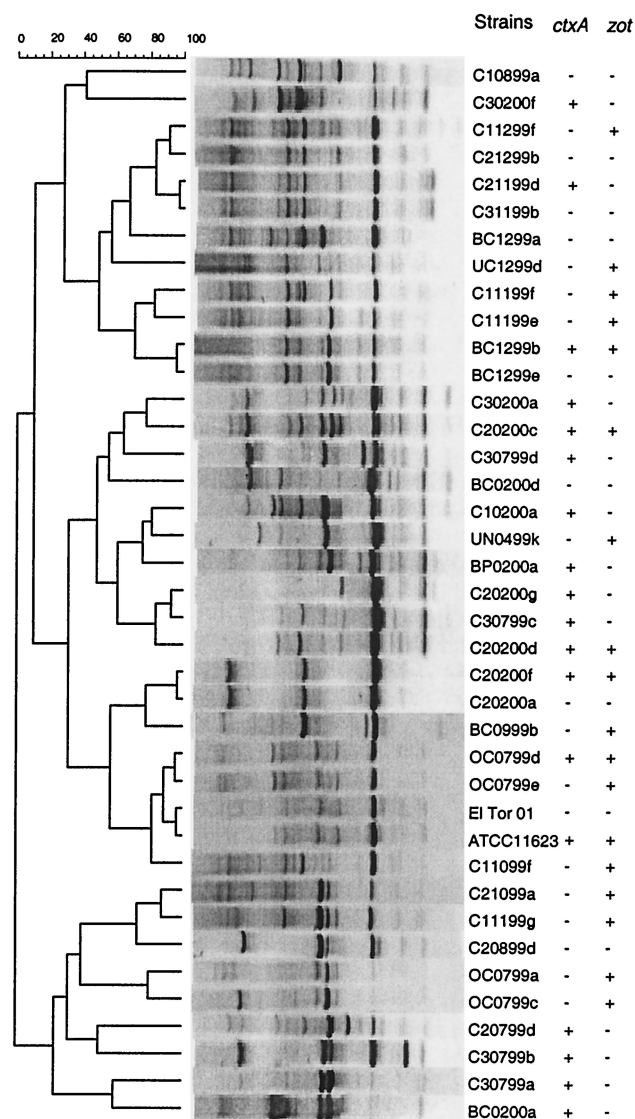 Strains ctxA zot
0 20 40 60 80 100
C10899a - -
C30200f + -
C11299f - +
C21299b - -
C21199d + -
C31199b - -
BC1299a - -
UC1299d - +
C11199f - +
C11199e - +
BC1299b + +
BC1299e - -
C30200a + -
C20200c + +
C30799d + -
BC0200d - -
C10200a + -
UN0499k - +
BP0200a + -
C20200g + -
C30799c + -
C20200d + +
C20200f + +
C20200a - -
BC0999b - +
OC0799d + +
OC0799e - +
El Tor 01 - -
ATCC11623 + +
C11099f - +
C21099a - +
C11199g - +
C20899d - -
OC0799a - +
OC0799c - +
C20799d + -
C30799b + -
C30799a + -
BC0200a + -